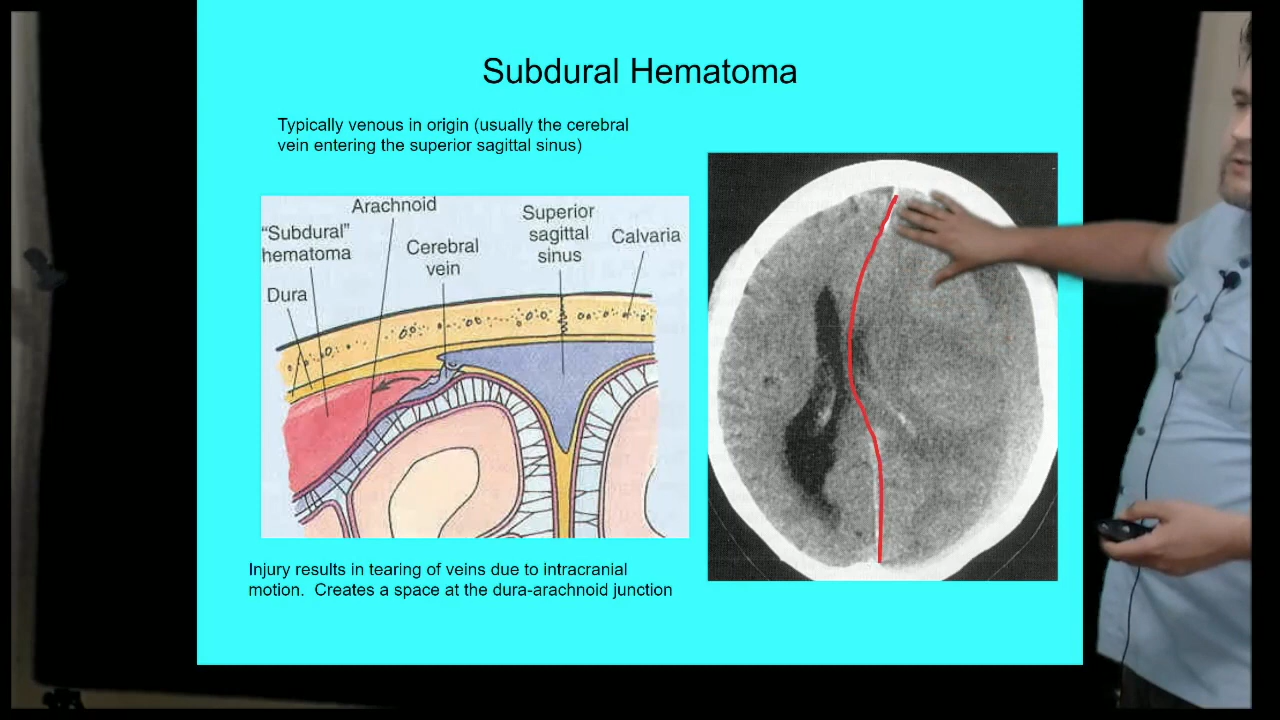 Subdural Hematoma
Typically venous in origin (usually the cerebral
vein entering the superior sagittal sinus)
Arachnoid
"Subdural"
hematoma
Cerebral
vein
Superior
sagittal
sinus
Calvaria
Dura
Injury results in tearing of veins due to intracranial
motion.  Creates a space at the dura-arachnoid junction